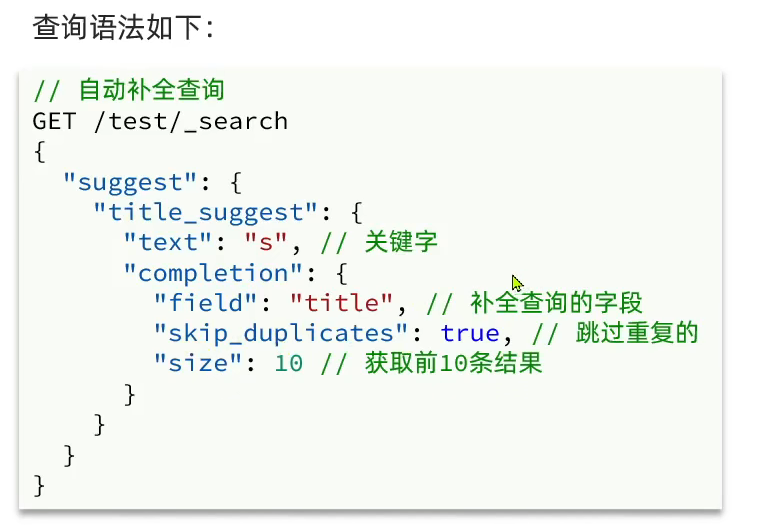 查询语法如下：
// 自动补全查询
GET /test/_search
{
  "suggest": {
    "title_suggest": {
      "text": "s", // 关键字
      "completion": {
        "field": "title", // 补全查询的字段
        "skip_duplicates": true, // 跳过重复的
        "size": 10 // 获取前10条结果
      }
    }
  }
}